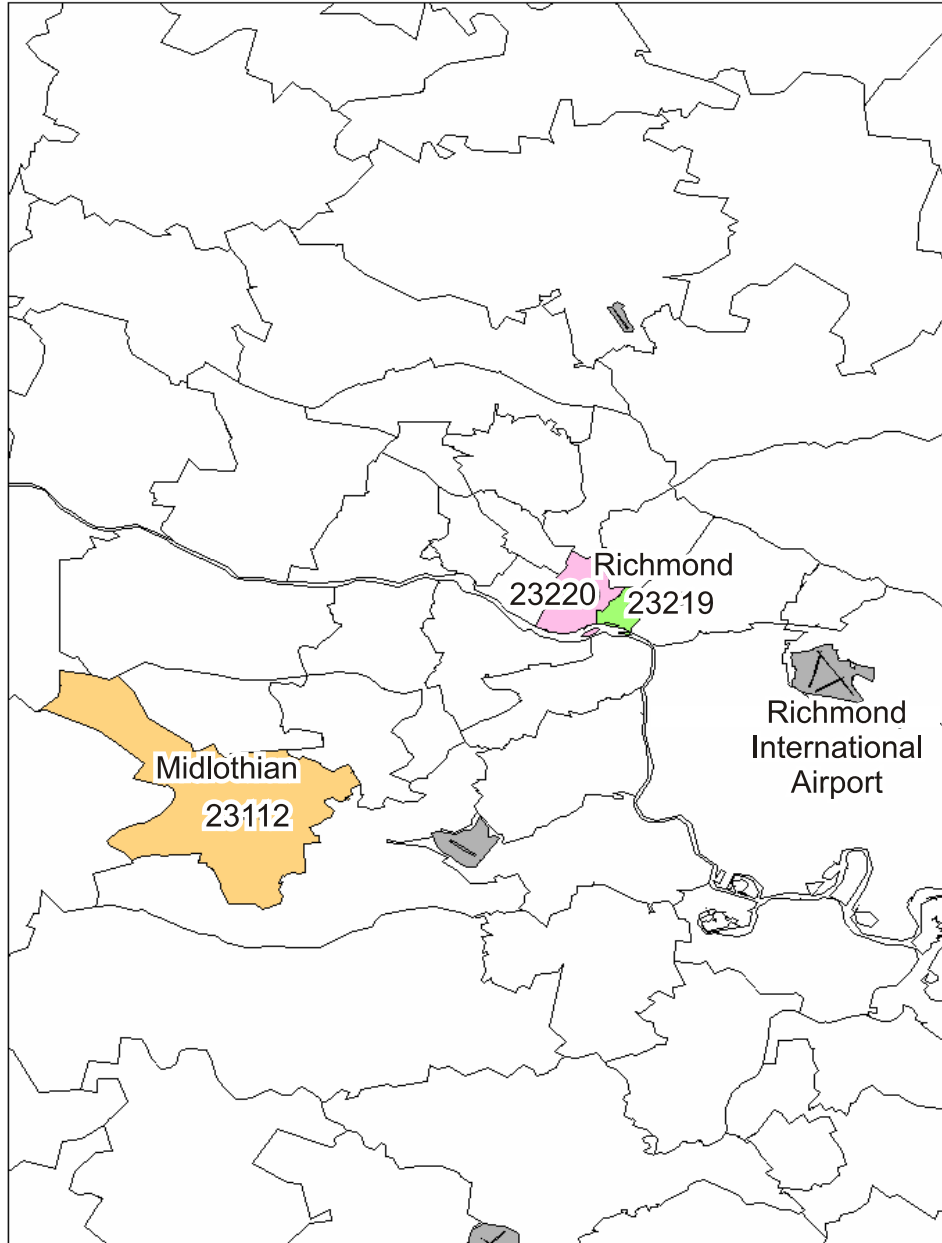 Richmond
23220
23219
Richmond
International
Airport
Midlothian
23112